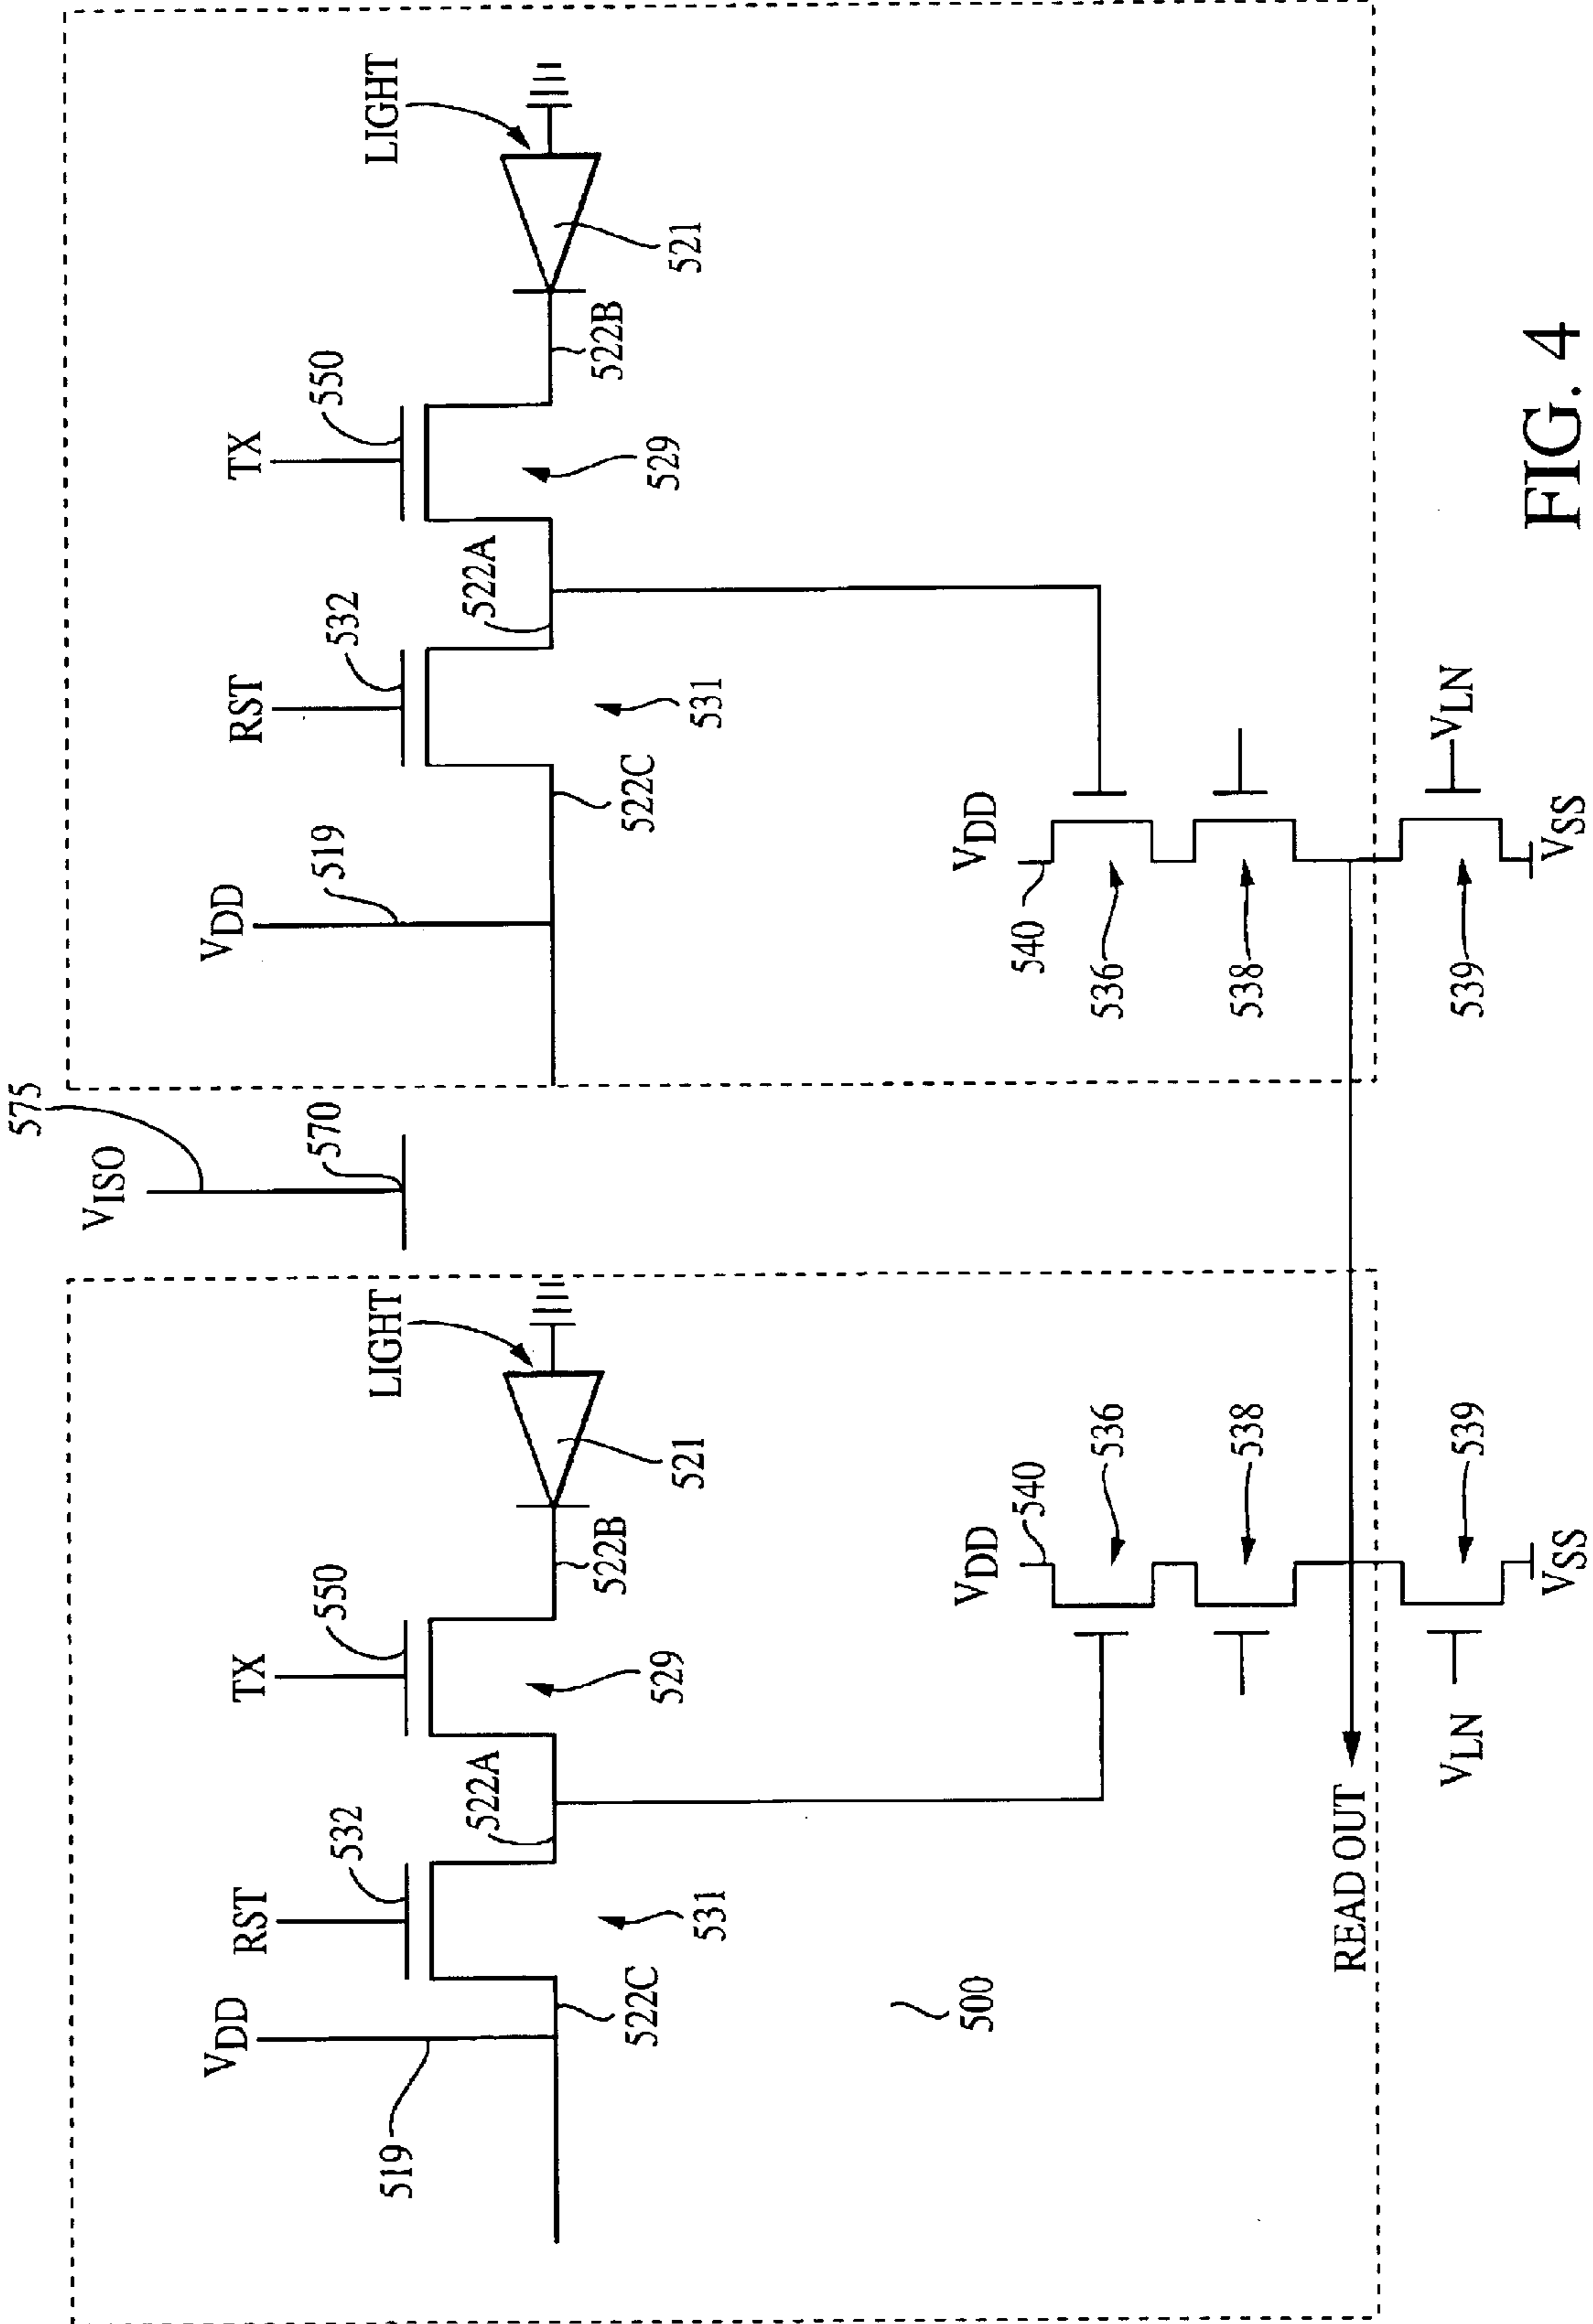 575
VISO
570
VDD
519
RST
532
522C
531
522A
TX
550
529
522B
LIGHT
521
VDD
540
536
538
539
VLN
VSS
VDD
519
RST
532
522C
531
522A
TX
550
529
522B
LIGHT
521
500
VDD
540
536
538
539
VLN
VSS
READ OUT
FIG. 4